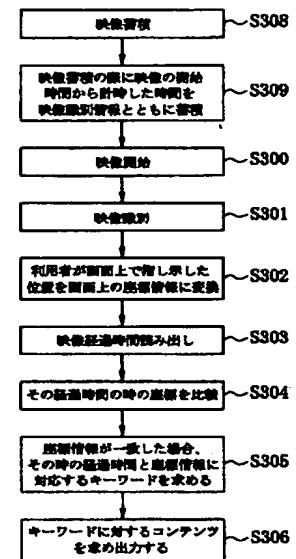 映像蓄積
S308
映像蓄積の際に映像の開始
時間から計時した時間を
映像識別情報とともに蓄積
S309
映像開始
S300
映像識別
S301
利用者が画面上で指し示した
位置を画面上の座標情報に変換
S302
映像経過時間読み出し
S303
その経過時間の時の座標を比較
S304
座標情報が一致した場合、
その時の経過時間と座標情報に
対応するキーワードを求める
S305
キーワードに対するコンテンツ
を求め出力する
S306